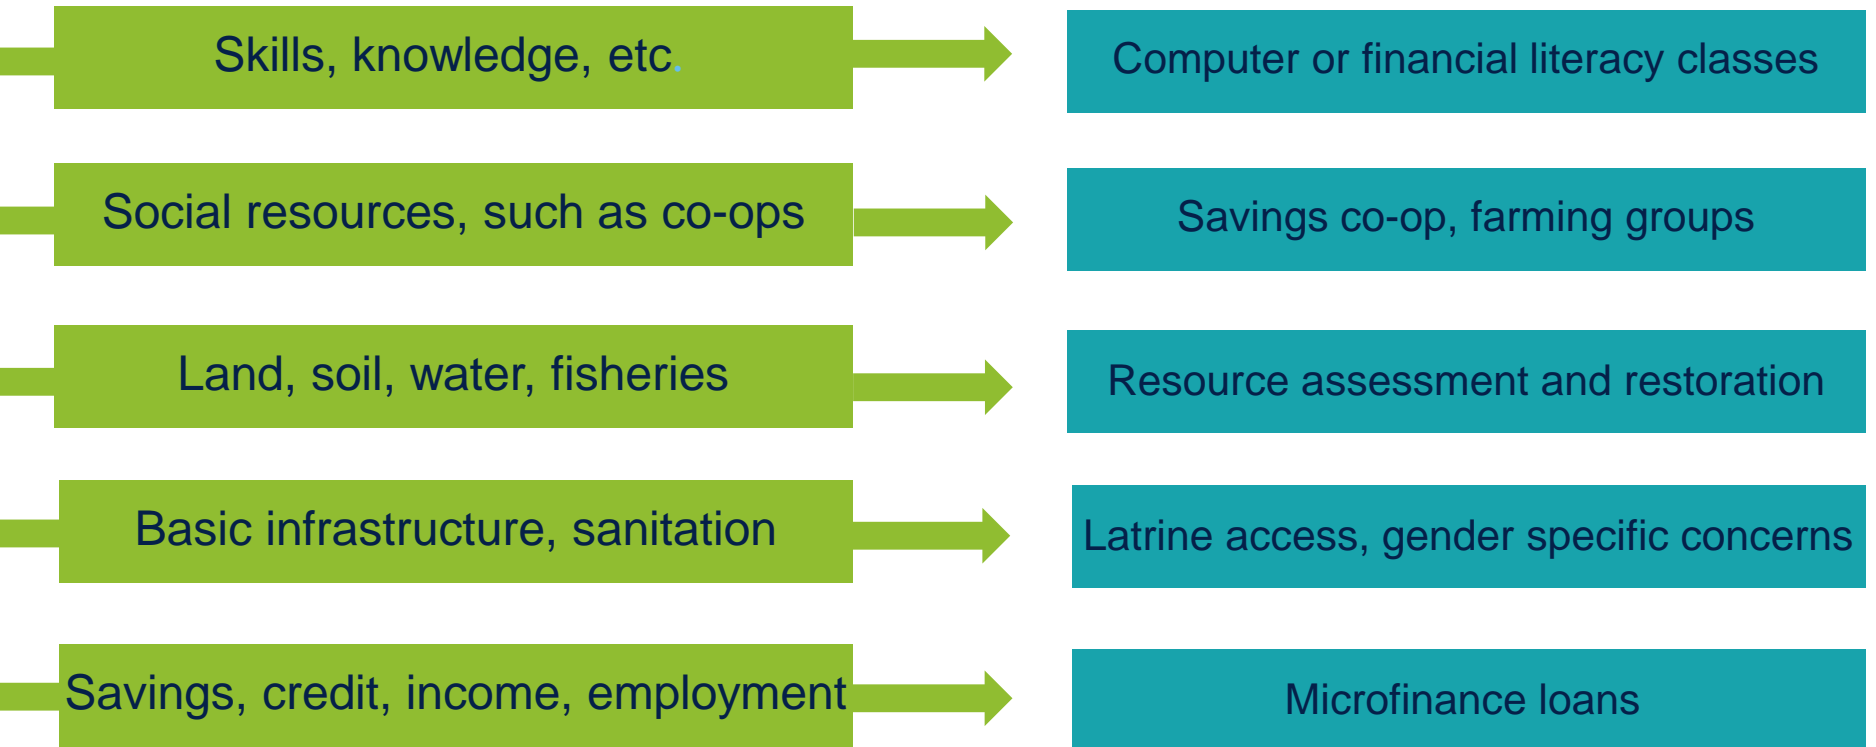 Skills, knowledge, etc.
Computer or financial literacy classes
Social resources, such as co-ops
Savings co-op, farming groups
Land, soil, water, fisheries
Resource assessment and restoration
Basic infrastructure, sanitation
Latrine access, gender specific concerns
Savings, credit, income, employment
Microfinance loans